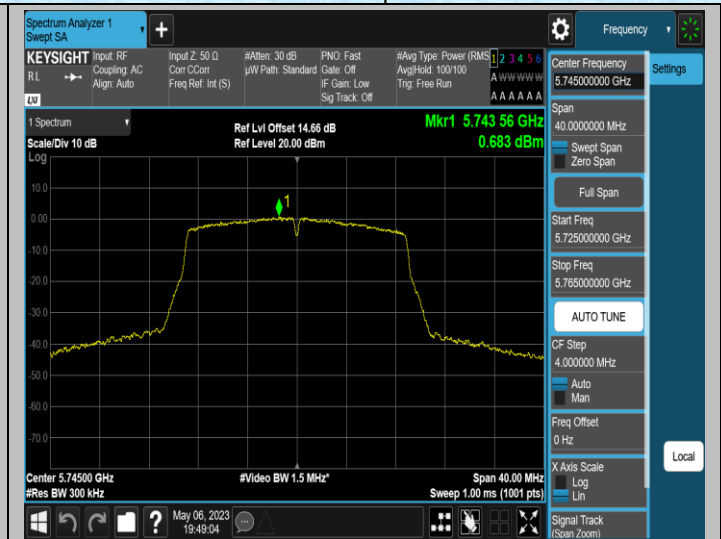 Spectrum Analyzer 1
Swept SA
+
Frequency
KEYSIGHT
RL
LXI
Input: RF
Coupling: AC
Align: Auto
Input Z: 50 Ω
Corr CCorr
Freq Ref: Int (S)
#Atten: 30 dB
µW Path: Standard
PNO: Fast
Gate: Off
IF Gain: Low
Sig Track: Off
#Avg Type: Power (RMS
Avg|Hold: 100/100
Trig: Free Run
1 2 3 4 5 6
A W W W W W
A A A A A A
1 Spectrum
Scale/Div 10 dB
Log
Ref Lvl Offset 14.66 dB
Ref Level 20.00 dBm
Mkr1 5.743 56 GHz
0.683 dBm
10.0
0.00
-10.0
-20.0
-30.0
-40.0
-50.0
-60.0
-70.0
1
Center 5.74500 GHz
#Res BW 300 kHz
#Video BW 1.5 MHz*
Span 40.00 MHz
Sweep 1.00 ms (1001 pts)
?
May 06, 2023
19:49:04
Center Frequency
5.745000000 GHz
Span
40.0000000 MHz
Swept Span
Zero Span
Full Span
Start Freq
5.725000000 GHz
Stop Freq
5.765000000 GHz
AUTO TUNE
CF Step
4.000000 MHz
Auto
Man
Freq Offset
0 Hz
X Axis Scale
Log
Lin
Signal Track
(Span Zoom)
Settings
Local